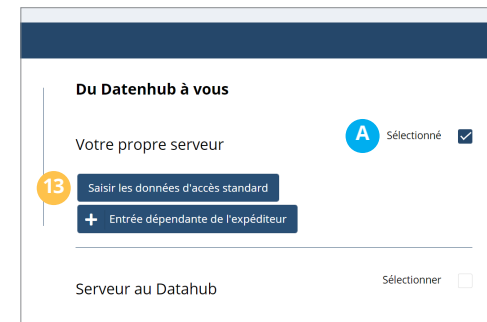 Du Datenhub à vous
A Sélectionné
Votre propre serveur
13 Saisir les données d'accès standard
+ Entrée dépendante de l'expéditeur
Sélectionner
Serveur au Datahub